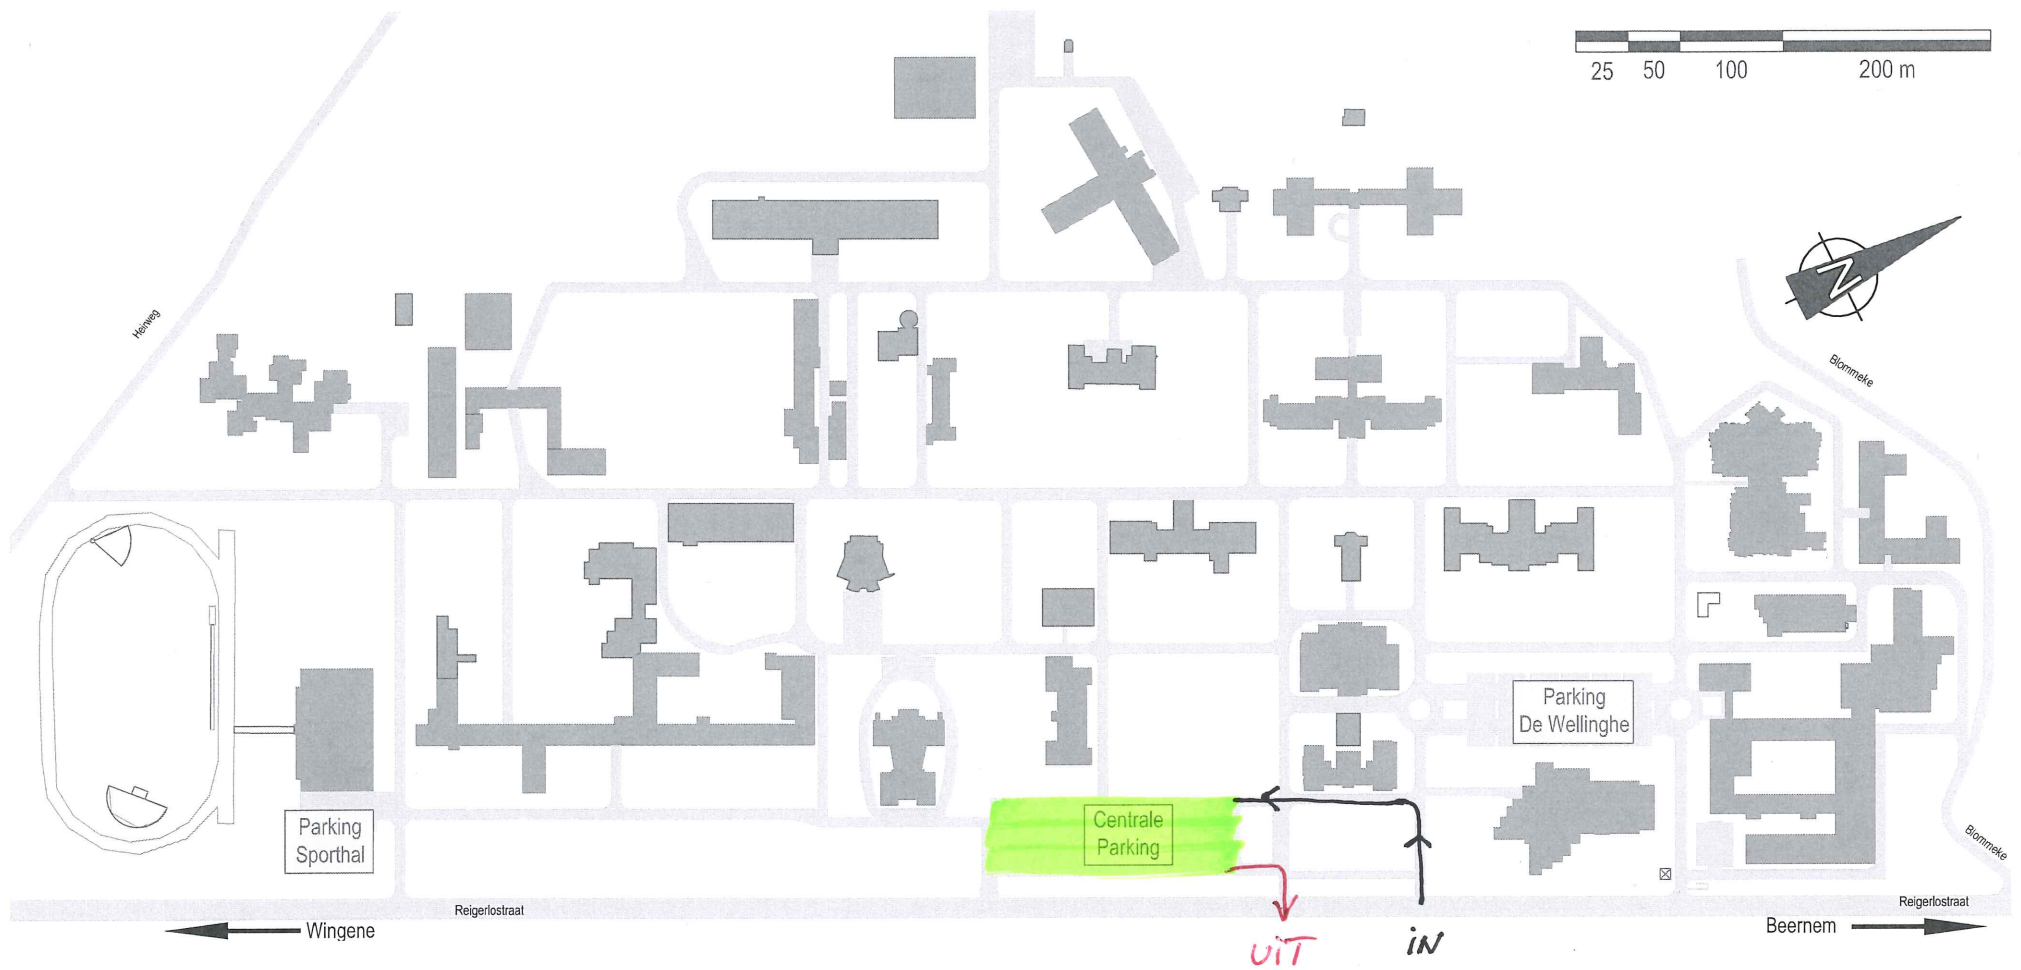 25 50 100 200 m
N
Heirweg
Blommeke
Parking
De Wellinghe
Parking
Sporthal
Centrale
Parking
Blommeke
Reigerlostraat
Reigerlostraat
Wingene
Beernem
UIT
IN